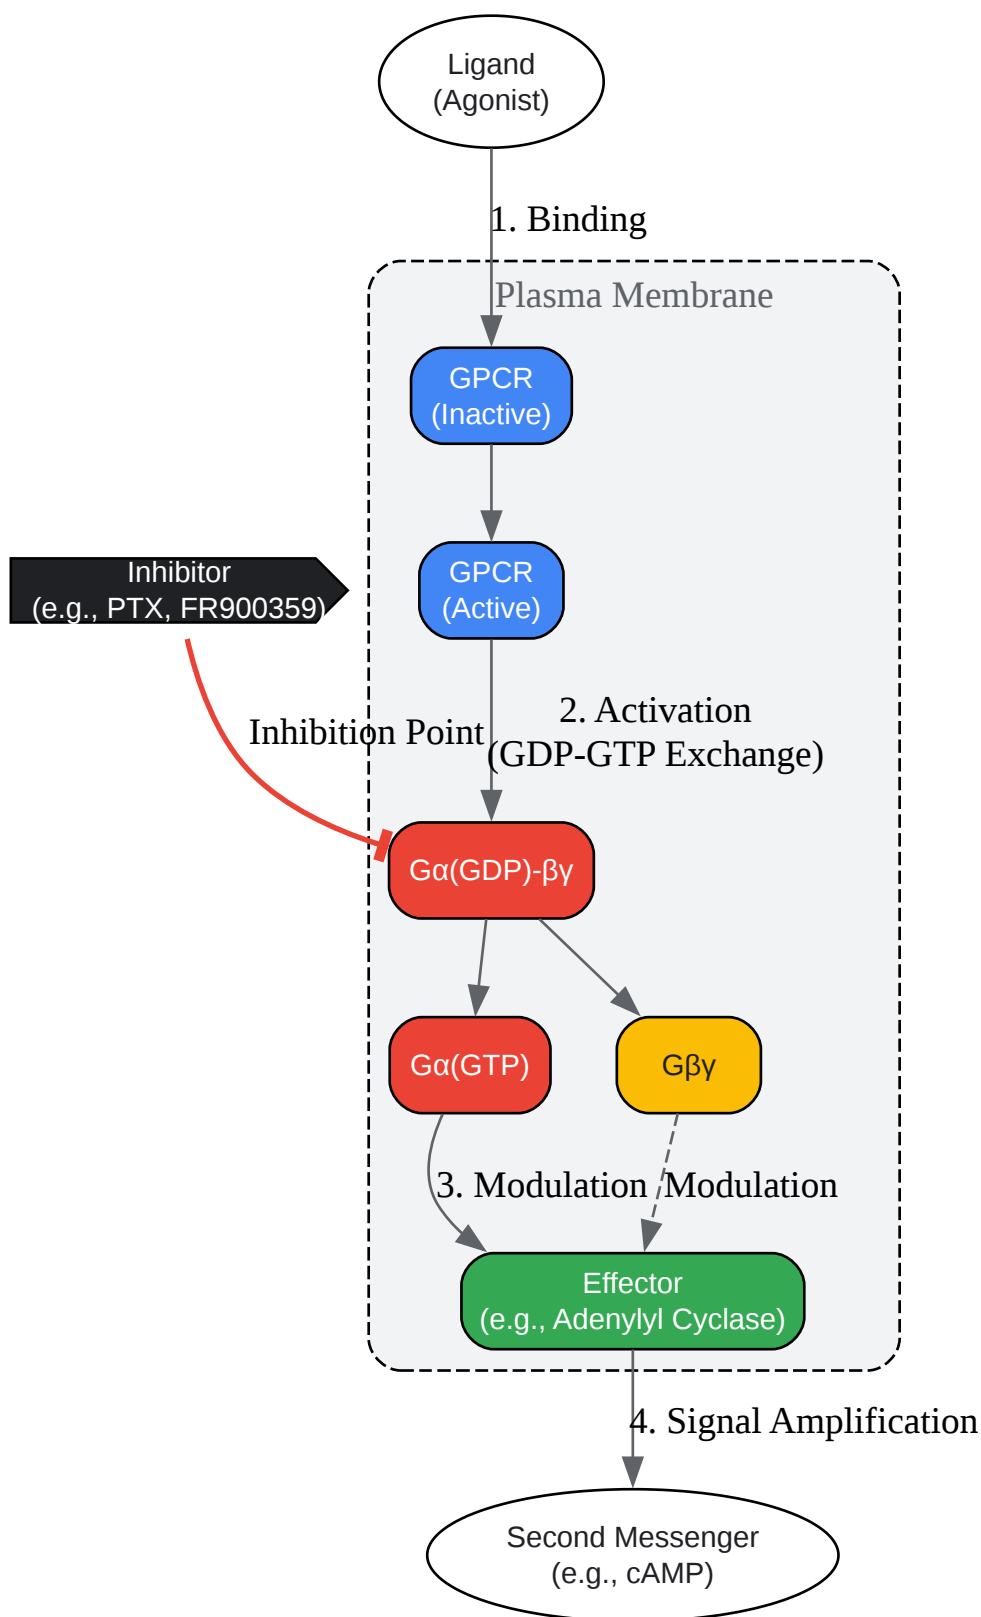 Ligand
(Agonist)
1. Binding
Plasma Membrane
GPCR
(Inactive)
Inhibitor
(e.g., PTX, FR900359)
GPCR
(Active)
Inhibition Point
2. Activation
(GDP-GTP Exchange)
Gα(GDP)-βγ
Gα(GTP)
Gβγ
3. Modulation
Modulation
Effector
(e.g., Adenylyl Cyclase)
4. Signal Amplification
Second Messenger
(e.g., cAMP)